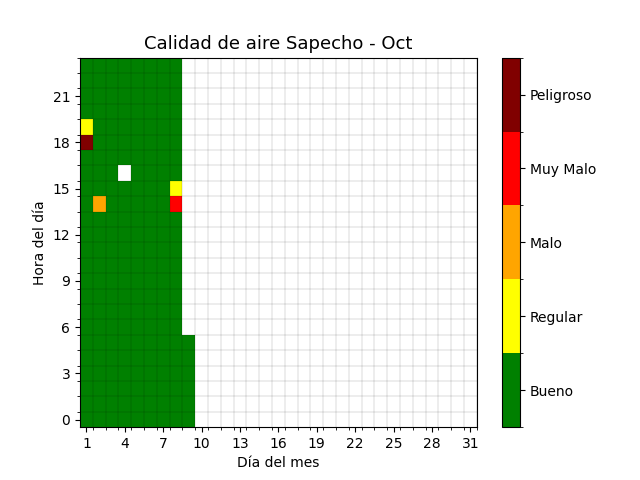 Calidad de aire Sapecho - Oct
Peligroso
21
18
Muy Malo
15
Malo
12
Hora del día
9
Regular
6
3
Bueno
0
1 4 7 10 13 16 19 22 25 28 31
Día del mes